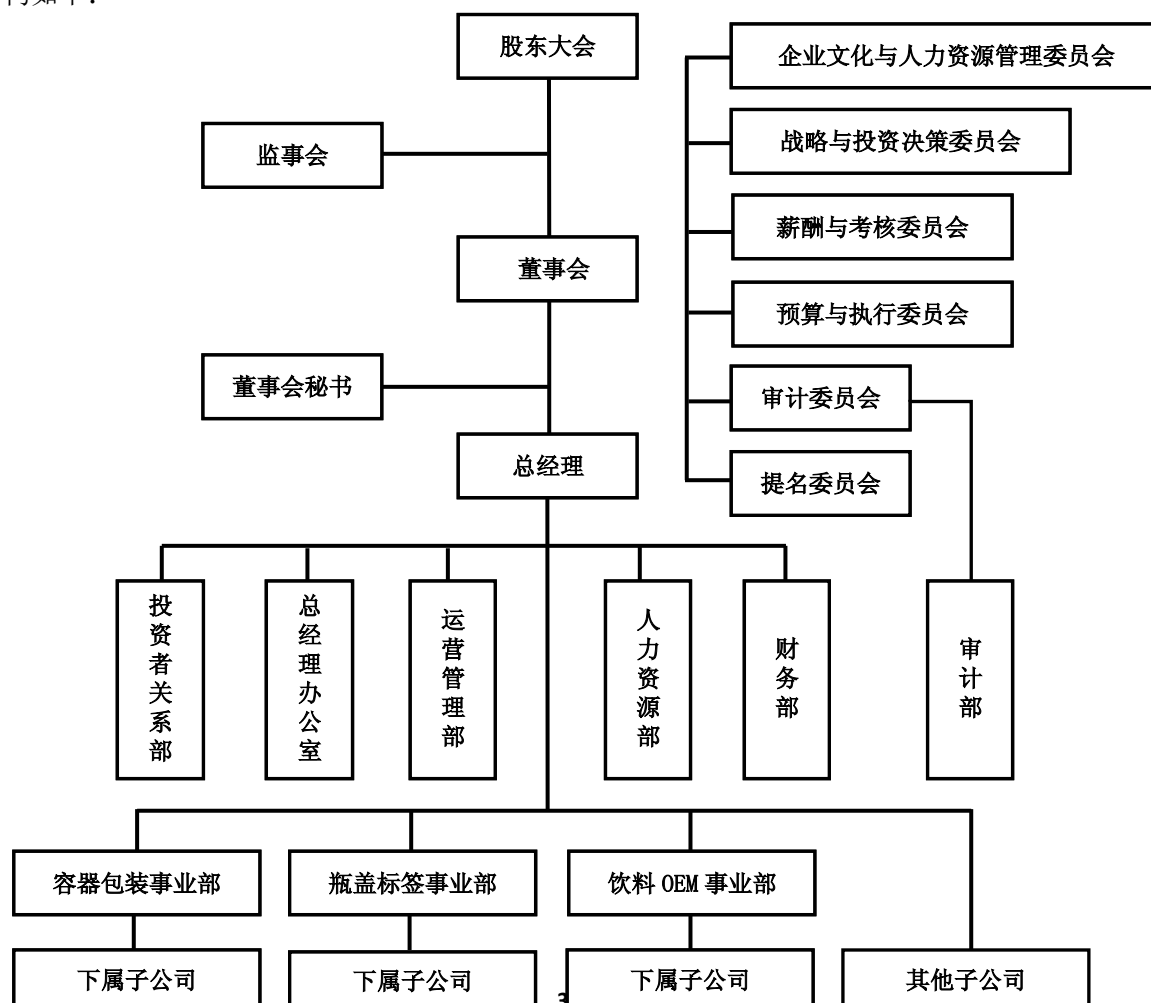 构如下：
股东大会
企业文化与人力资源管理委员会
战略与投资决策委员会
监事会
薪酬与考核委员会
董事会
预算与执行委员会
董事会秘书
审计委员会
总经理
提名委员会
投资者关系部
总经理办公室
运营管理部
人力资源部
财务部
审计部
容器包装事业部
瓶盖标签事业部
饮料 OEM 事业部
下属子公司
下属子公司
下属子公司
其他子公司
3